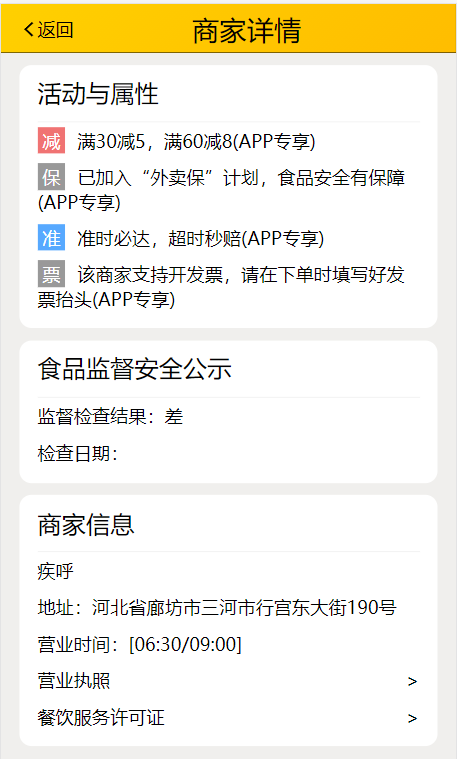 返回
商家详情
活动与属性
减 满30减5，满60减8(APP专享)
保 已加入“外卖保”计划，食品安全有保障
(APP专享)
准 准时必达，超时秒赔(APP专享)
票 该商家支持开发票，请在下单时填写好发
票抬头(APP专享)
食品监督安全公示
监督检查结果：差
检查日期：
商家信息
疾呼
地址：河北省廊坊市三河市行宫东大街190号
营业时间：[06:30/09:00]
营业执照 >
餐饮服务许可证 >